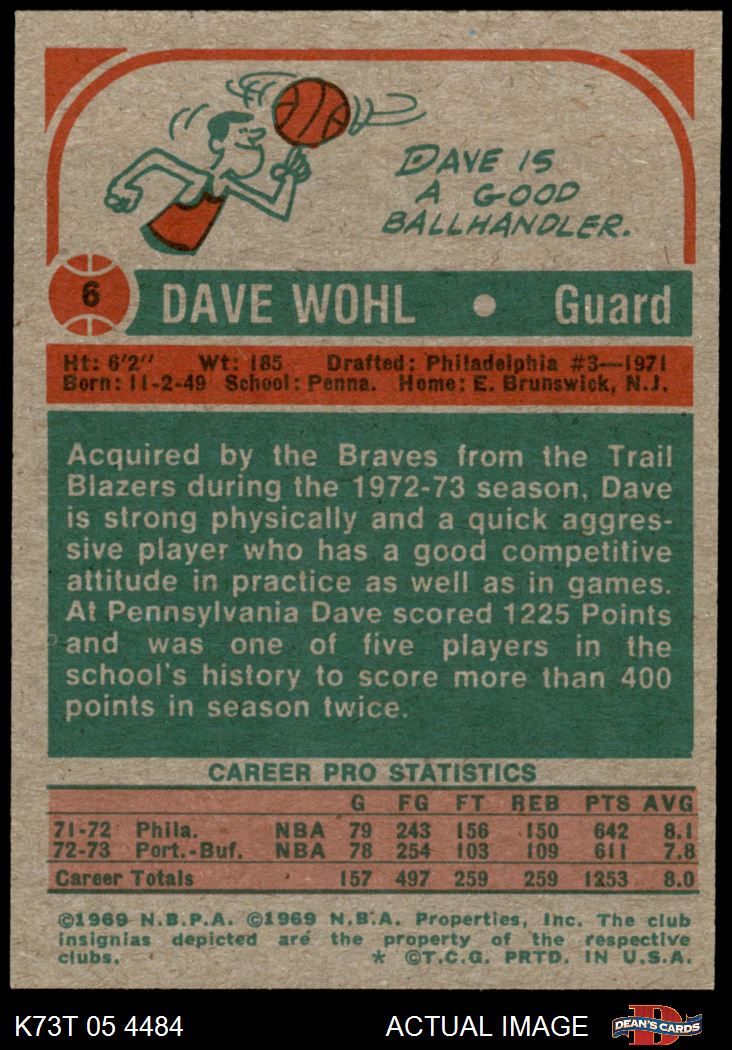 DAVE IS
A GOOD
BALLHANDLER.
6 DAVE WOHL • Guard
Ht: 6'2" Wt: 185 Drafted: Philadelphia #3—1971
Born: 11-2-49 School: Penna. Home: E. Brunswick, N.J.
Acquired by the Braves from the Trail
Blazers during the 1972-73 season, Dave
is strong physically and a quick aggres-
sive player who has a good competitive
attitude in practice as well as in games.
At Pennsylvania Dave scored 1225 Points
and was one of five players in the
school's history to score more than 400
points in season twice.
CAREER PRO STATISTICS
G FG FT REB PTS AVG
71-72 Phila. NBA 79 243 156 150 642 8.1
72-73 Port.-Buf. NBA 78 254 103 109 611 7.8
Career Totals 157 497 259 259 1253 8.0
©1969 N.B.P.A. ©1969 N.B.A. Properties, Inc. The club
insignias depicted are the property of the respective
clubs. * ©T.C.G. PRTD. IN U.S.A.
K73T 05 4484 ACTUAL IMAGE D DEAN'S CARDS